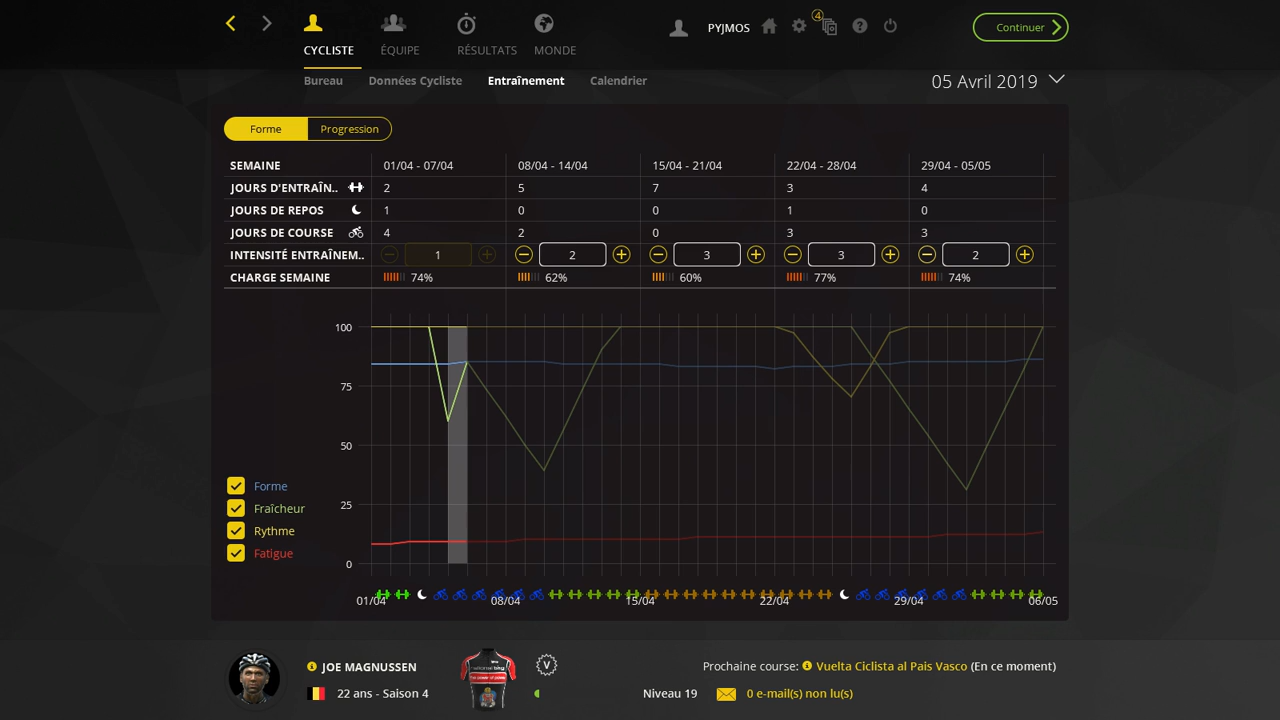 CYCLISTE ÉQUIPE RÉSULTATS MONDE PYJMOS 4 Continuer
Bureau Données Cycliste Entraînement Calendrier 05 Avril 2019
Forme Progression
SEMAINE 01/04 - 07/04 08/04 - 14/04 15/04 - 21/04 22/04 - 28/04 29/04 - 05/05
JOURS D'ENTRAÎN.. 2 5 7 3 4
JOURS DE REPOS 1 0 0 1 0
JOURS DE COURSE 4 2 0 3 3
INTENSITÉ ENTRAÎNEM.. 1 2 3 3 2
CHARGE SEMAINE 74% 62% 60% 77% 74%
100
75
50
25
0
Forme
Fraîcheur
Rythme
Fatigue
01/04 08/04 15/04 22/04 29/04 06/05
JOE MAGNUSSEN V Prochaine course: Vuelta Ciclista al Pais Vasco (En ce moment)
22 ans - Saison 4 Niveau 19 0 e-mail(s) non lu(s)